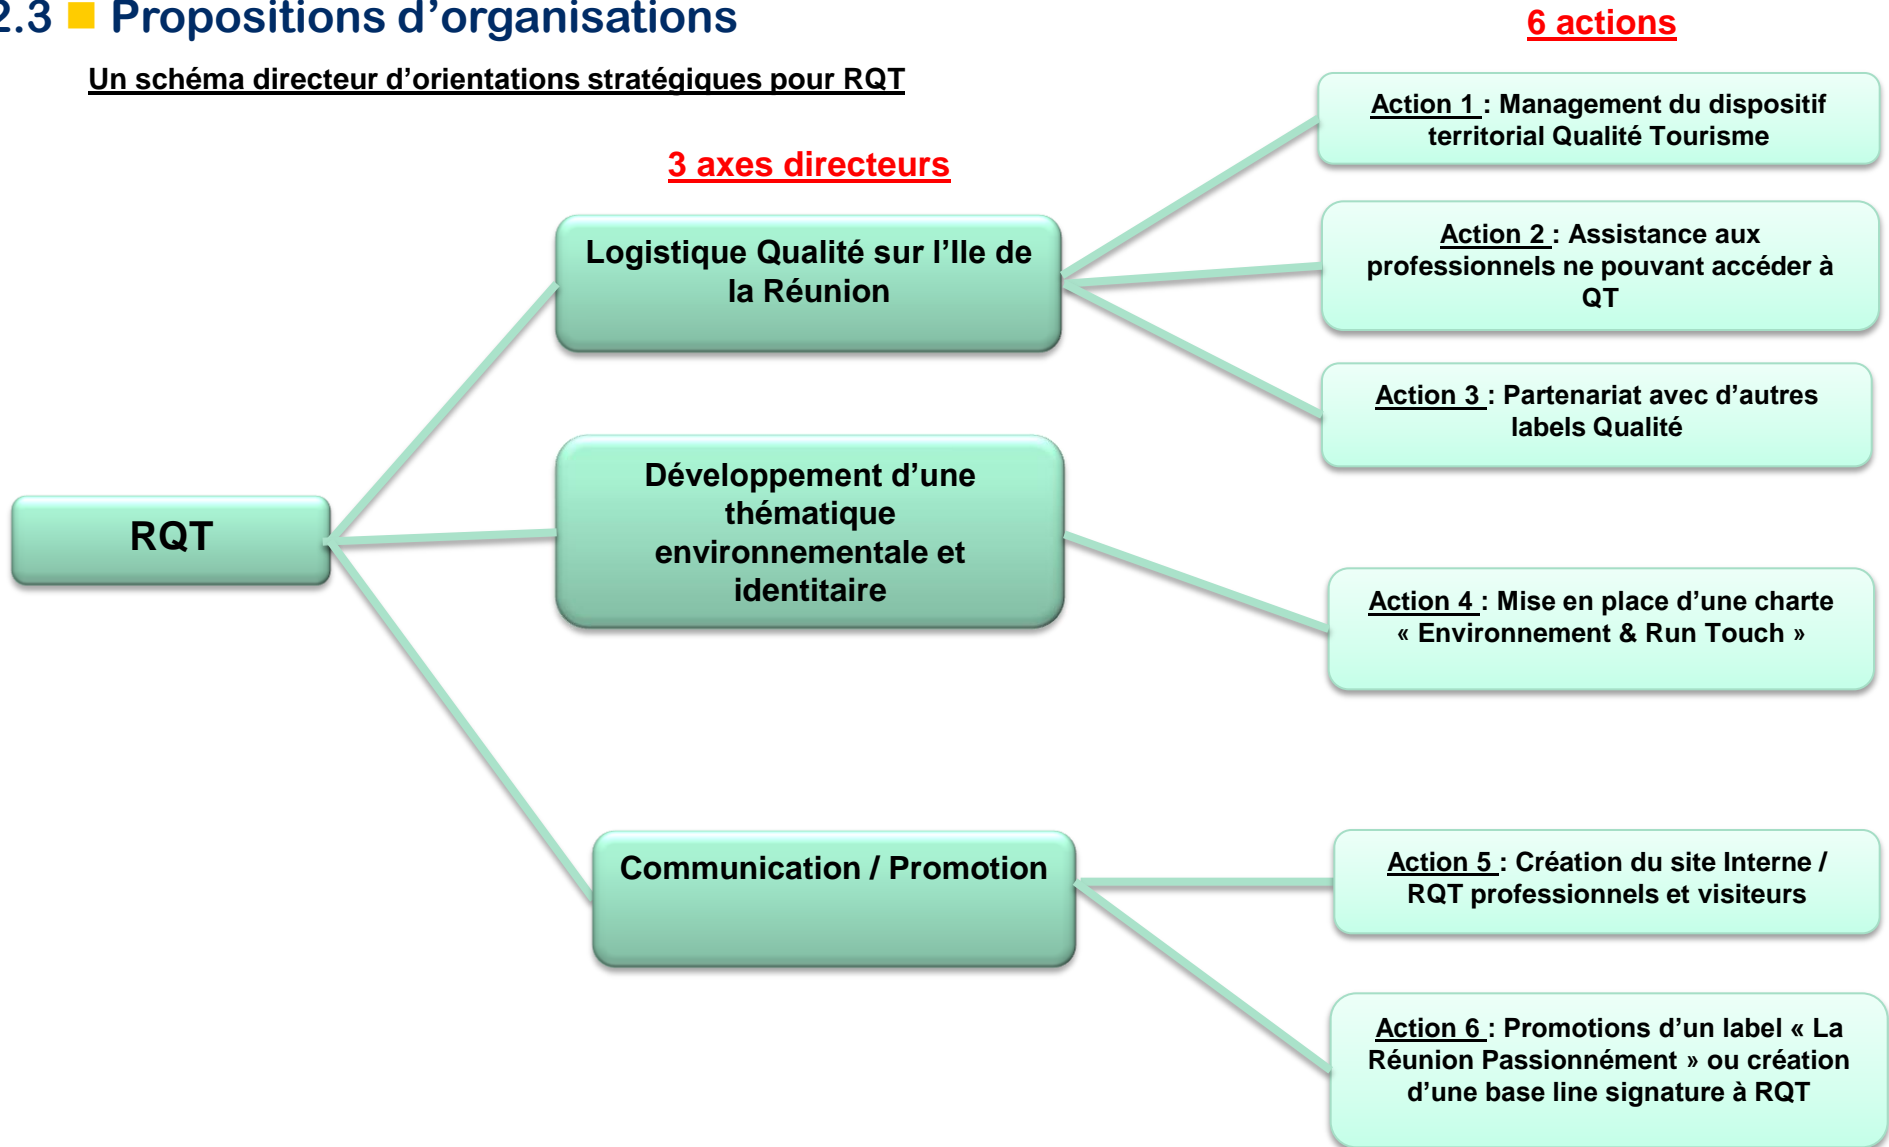 2.3 Propositions d’organisations
6 actions
Un schéma directeur d’orientations stratégiques pour RQT
3 axes directeurs
RQT
Logistique Qualité sur l’Ile de
la Réunion
Action 1 : Management du dispositif
territorial Qualité Tourisme
Action 2 : Assistance aux
professionnels ne pouvant accéder à
QT
Action 3 : Partenariat avec d’autres
labels Qualité
Développement d’une
thématique
environnementale et
identitaire
Action 4 : Mise en place d’une charte
« Environnement & Run Touch »
Communication / Promotion
Action 5 : Création du site Interne /
RQT professionnels et visiteurs
Action 6 : Promotions d’un label « La
Réunion Passionnément » ou création
d’une base line signature à RQT